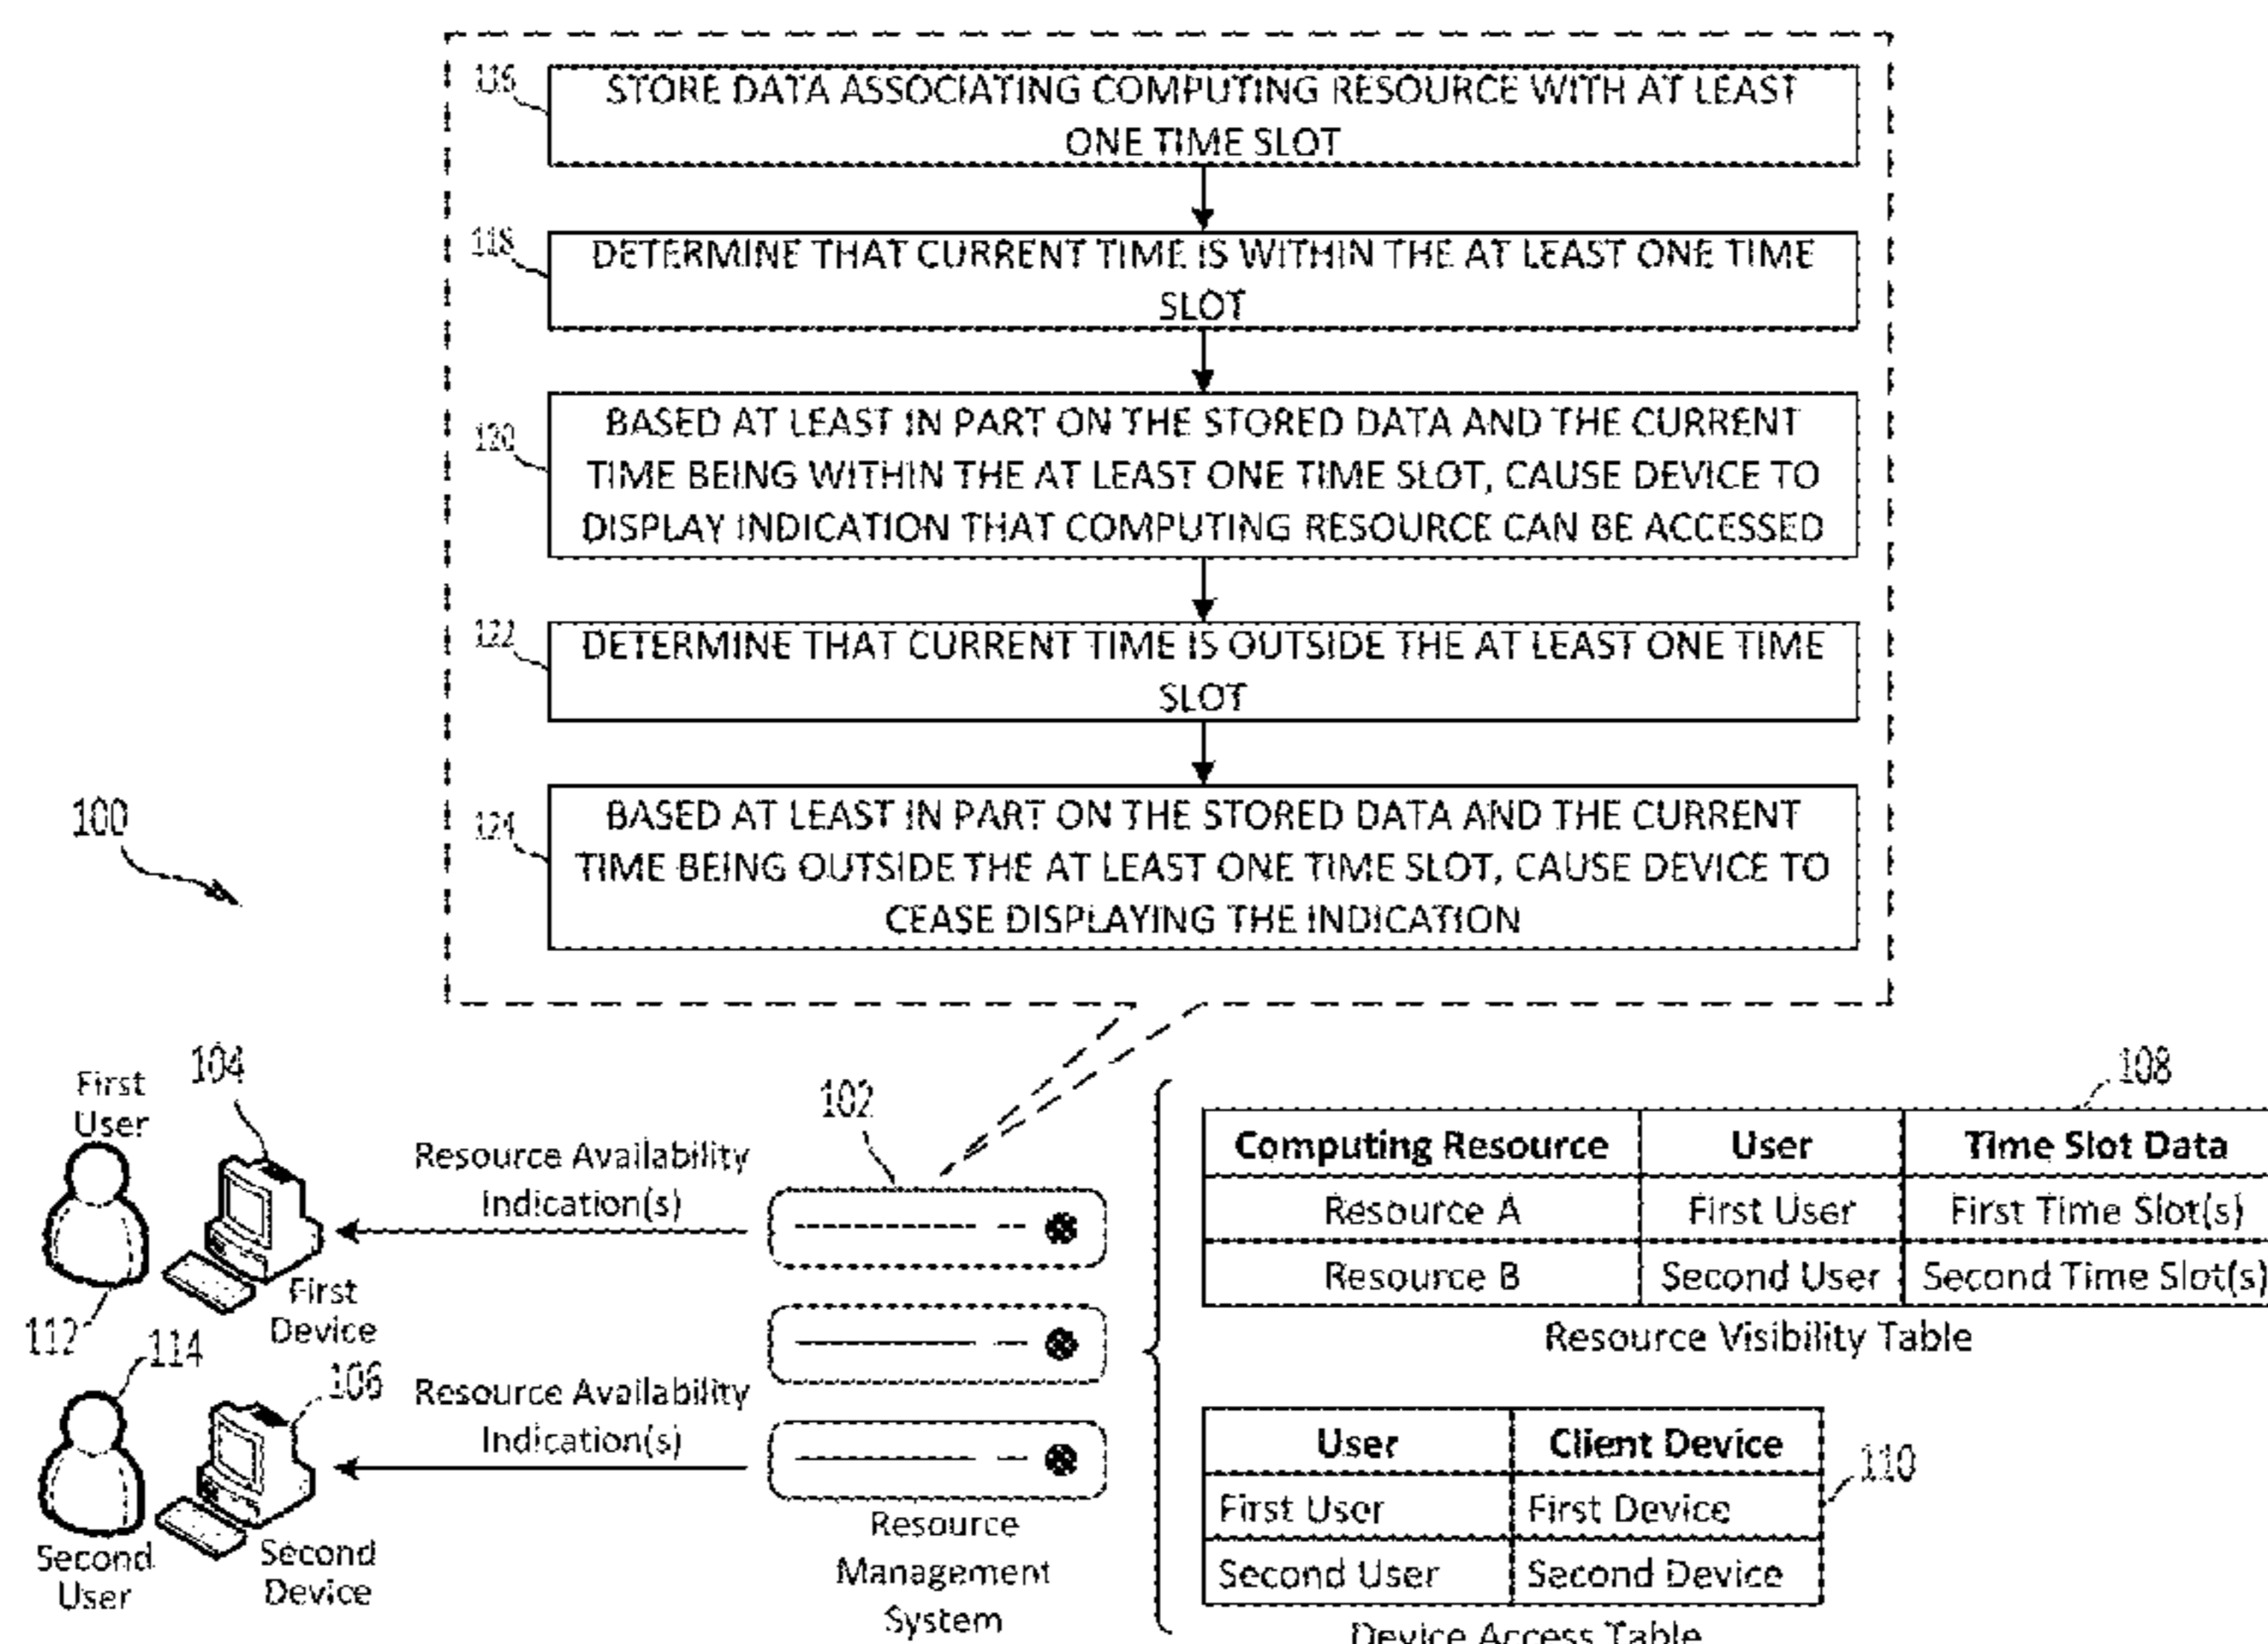 116
STORE DATA ASSOCIATING COMPUTING RESOURCE WITH AT LEAST
ONE TIME SLOT
118
DETERMINE THAT CURRENT TIME IS WITHIN THE AT LEAST ONE TIME
SLOT
120
BASED AT LEAST IN PART ON THE STORED DATA AND THE CURRENT
TIME BEING WITHIN THE AT LEAST ONE TIME SLOT, CAUSE DEVICE TO
DISPLAY INDICATION THAT COMPUTING RESOURCE CAN BE ACCESSED
122
DETERMINE THAT CURRENT TIME IS OUTSIDE THE AT LEAST ONE TIME
SLOT
124
BASED AT LEAST IN PART ON THE STORED DATA AND THE CURRENT
TIME BEING OUTSIDE THE AT LEAST ONE TIME SLOT, CAUSE DEVICE TO
CEASE DISPLAYING THE INDICATION
100
First
User
104
112
First
Device
Resource Availability
Indication(s)
102
114
106
Second
User
Second
Device
Resource Availability
Indication(s)
Resource
Management
System
108
Computing Resource User Time Slot Data
Resource A First User First Time Slot(s)
Resource B Second User Second Time Slot(s)
Resource Visibility Table
110
User Client Device
First User First Device
Second User Second Device
Device Access Table